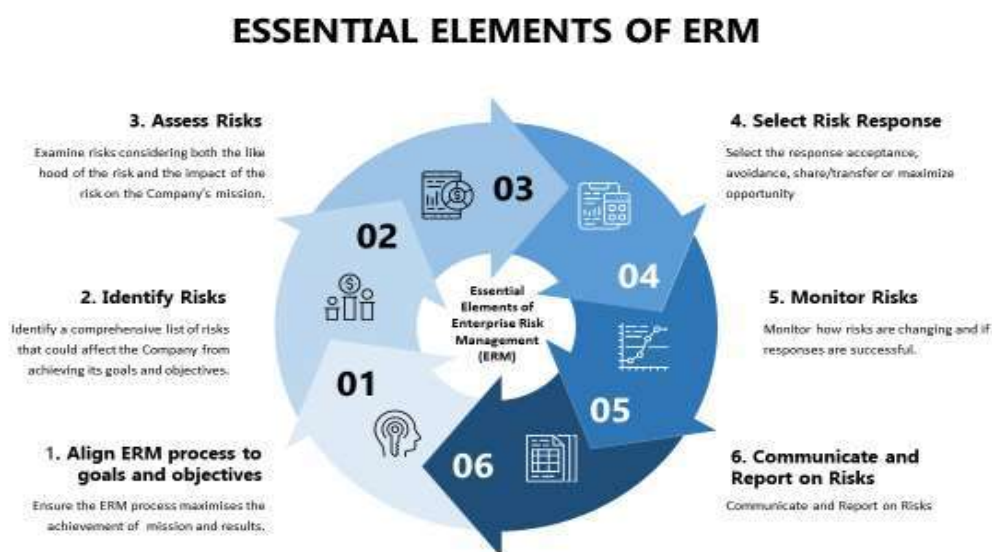 ESSENTIAL ELEMENTS OF ERM
3. Assess Risks
Examine risks considering both the like
hood of the risk and the impact of the
risk on the Company's mission.
2. Identify Risks
Identify a comprehensive list of risks
that could affect the Company from
achieving its goals and objectives.
1. Align ERM process to
goals and objectives
Ensure the ERM process maximises the
achievement of mission and results.
01
02
03
04
05
06
Essential
Elements of
Enterprise Risk
Management
(ERM)
4. Select Risk Response
Select the response acceptance,
avoidance, share/transfer or maximize
opportunity
5. Monitor Risks
Monitor how risks are changing and if
responses are successful.
6. Communicate and
Report on Risks
Communicate and Report on Risks